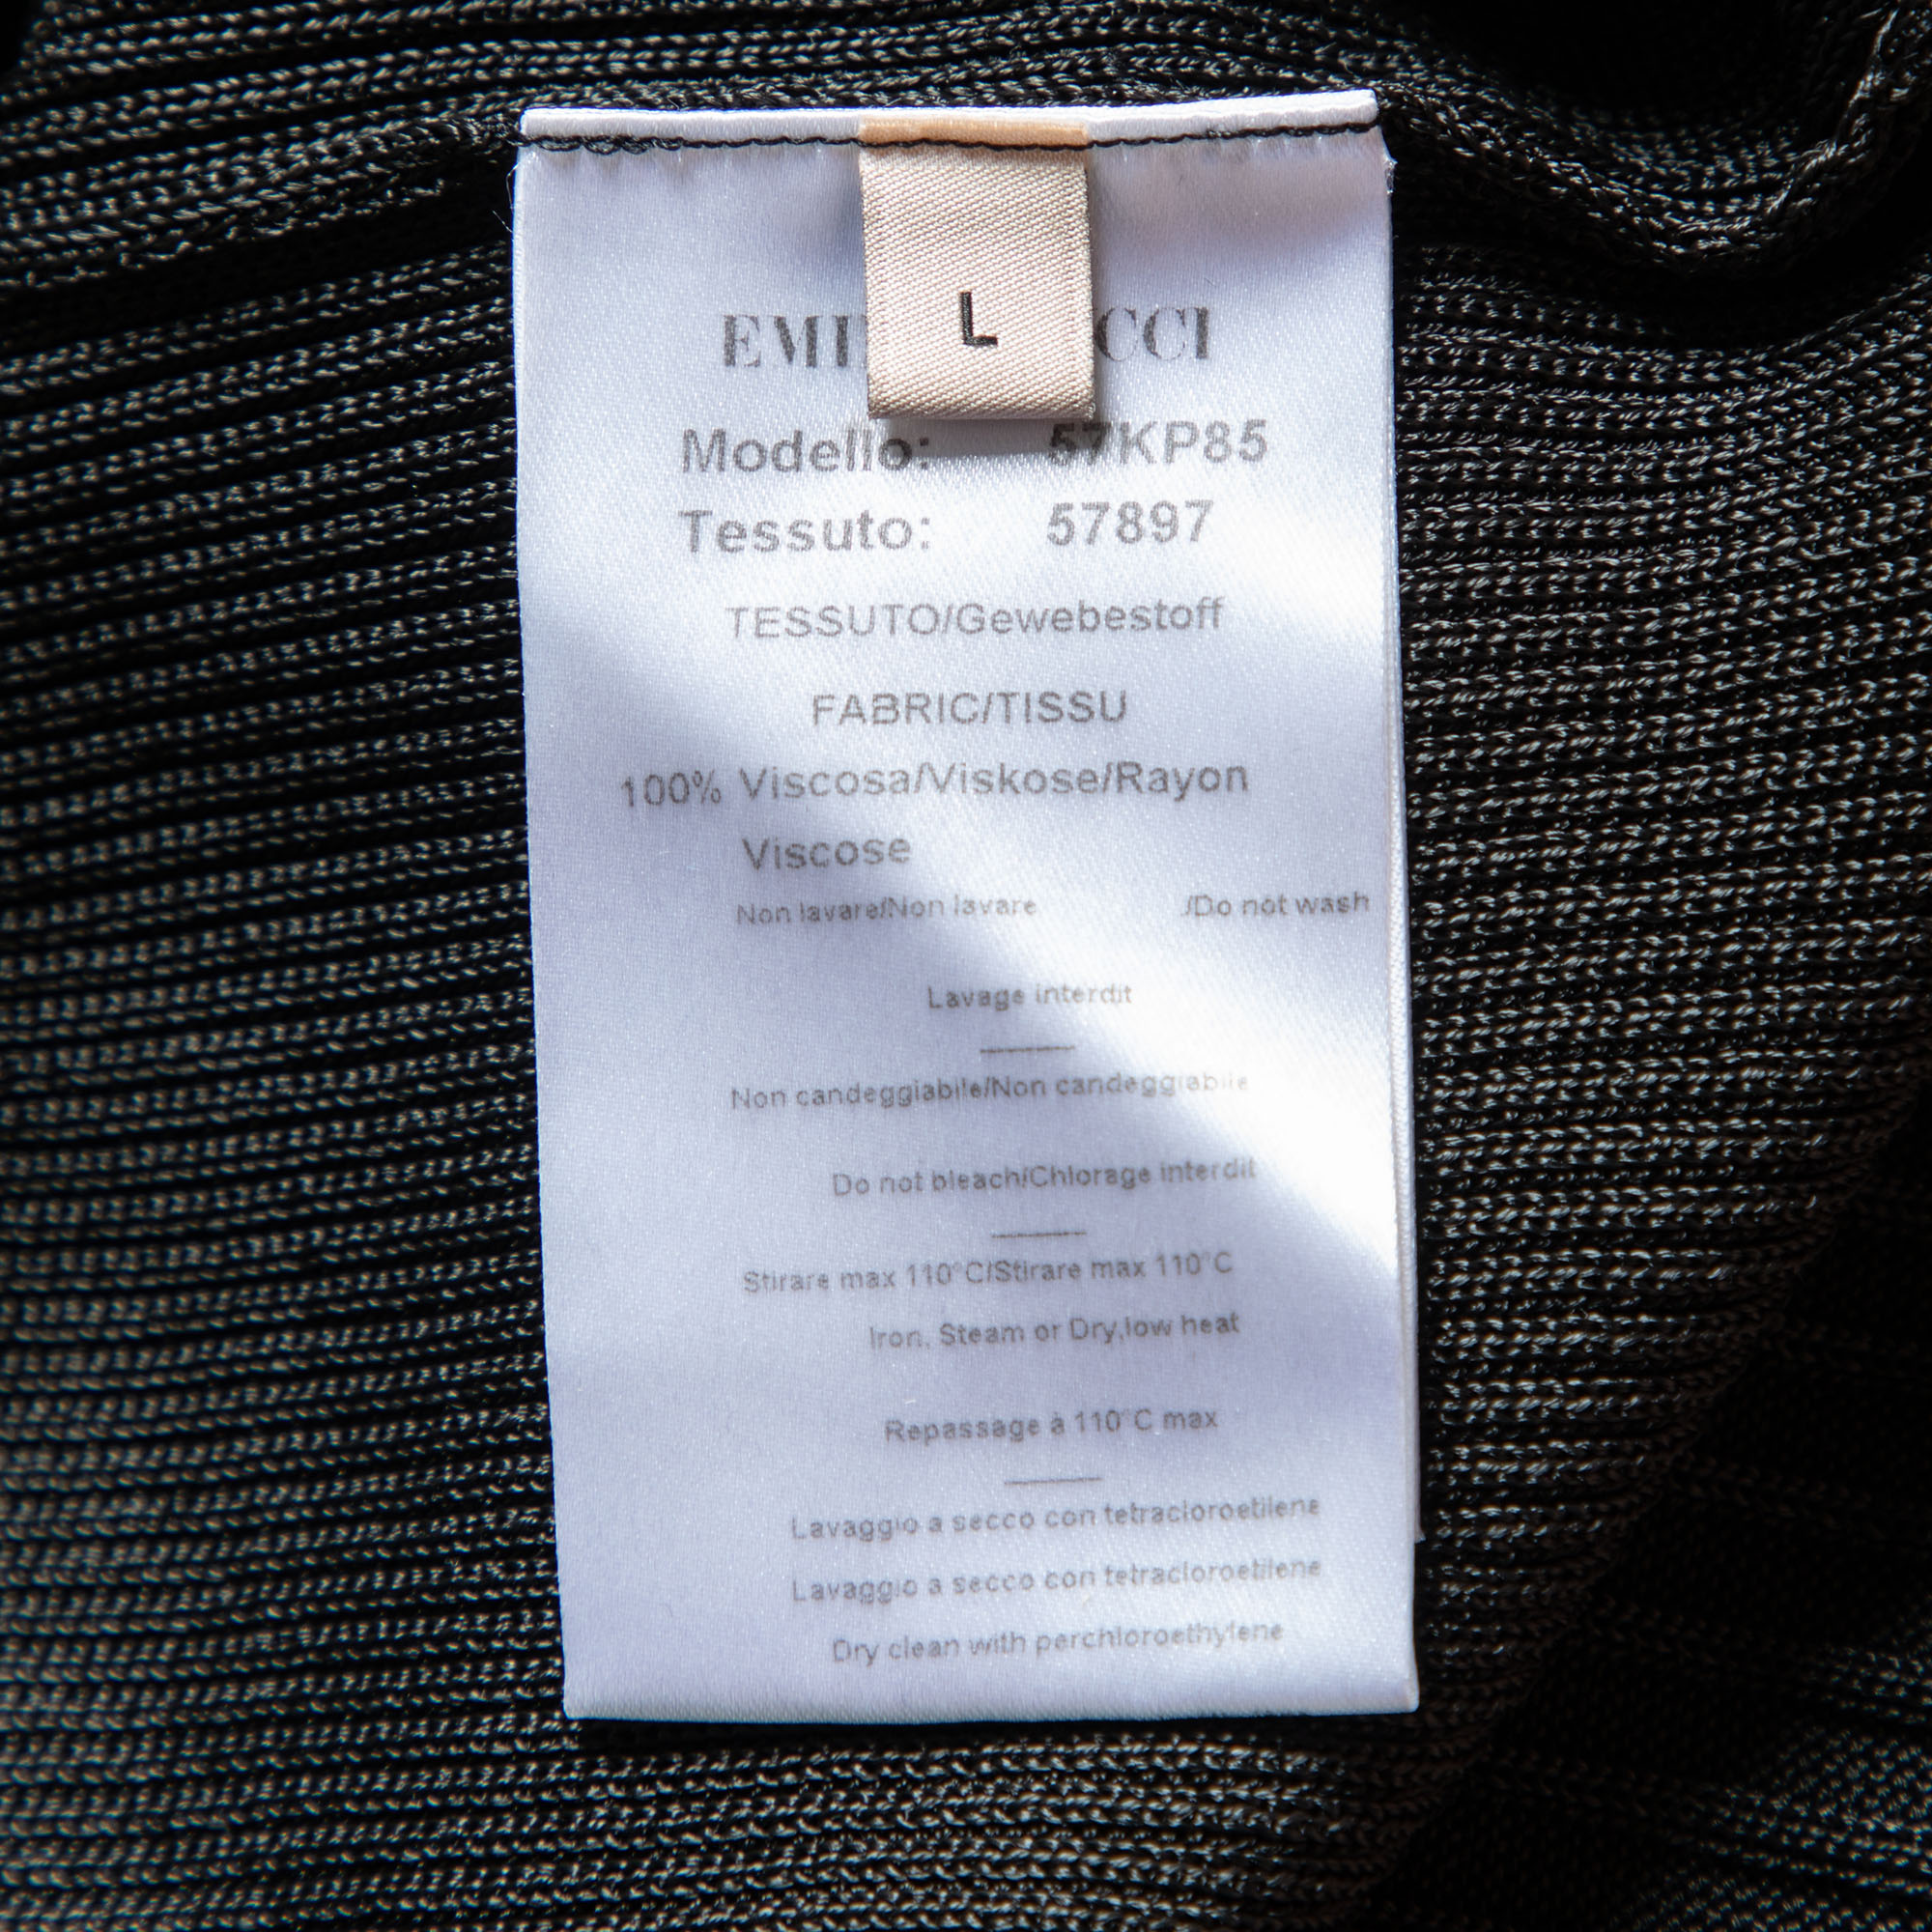 L
EMI CCI
Modello: 57KP85
Tessuto: 57897
TESSUTO/Gewebestoff
FABRIC/TISSU
100% Viscosa/Viskose/Rayon
Viscose
Non lavare/Non lavare /Do not wash
Lavage interdit
Non candeggiabile/Non candeggiabile
Do not bleach/Chlorage interdit
Stirare max 110°C/Stirare max 110°C
Iron, Steam or Dry,low heat
Repassage à 110°C max
Lavaggio a secco con tetracloroetilene
Lavaggio a secco con tetracloroetilene
Dry clean with perchloroethylene